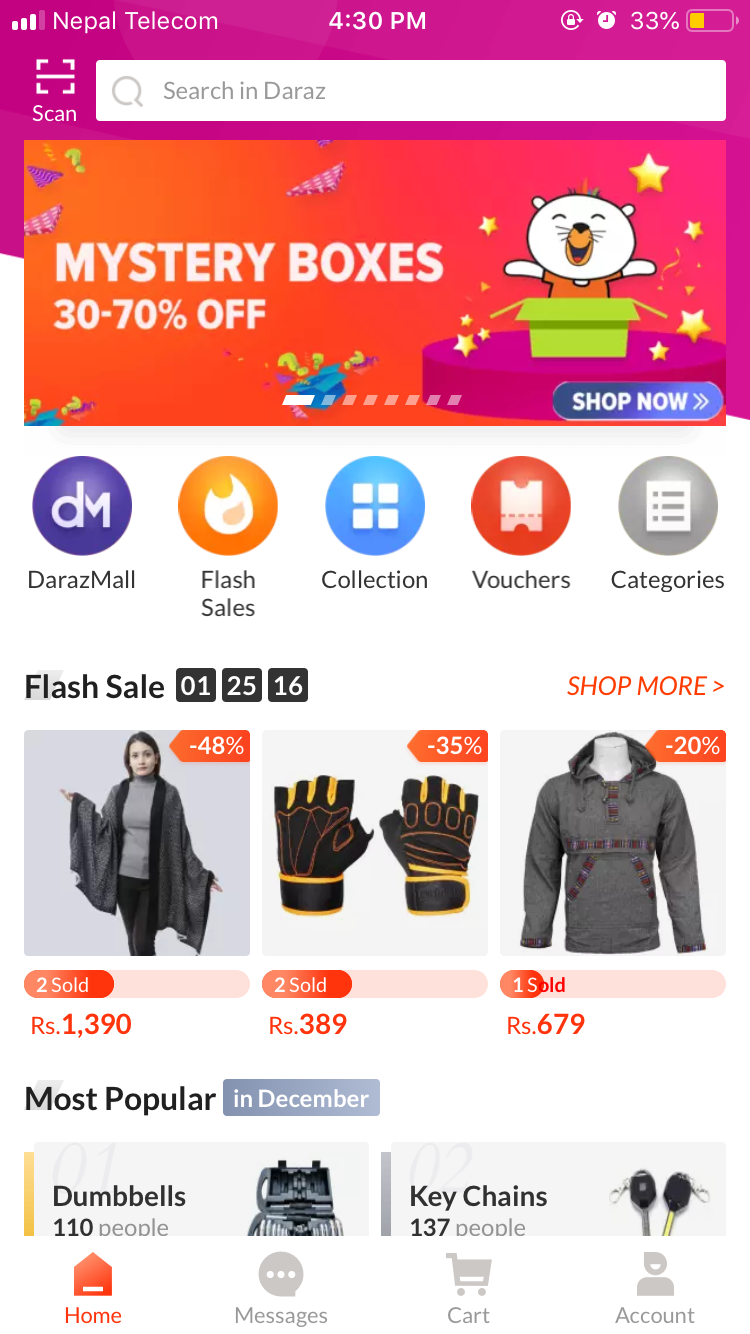 Nepal Telecom 4:30 PM 33%
Scan
Search in Daraz
MYSTERY BOXES
30-70% OFF
SHOP NOW »
dM
DarazMall
Flash
Sales
Collection
Vouchers
Categories
Flash Sale 01 25 16 SHOP MORE >
-48% -35% -20%
2 Sold 2 Sold 1 Sold
Rs.1,390 Rs.389 Rs.679
Most Popular in December
01 02
Dumbbells Key Chains
110 people 137 people
Home Messages Cart Account